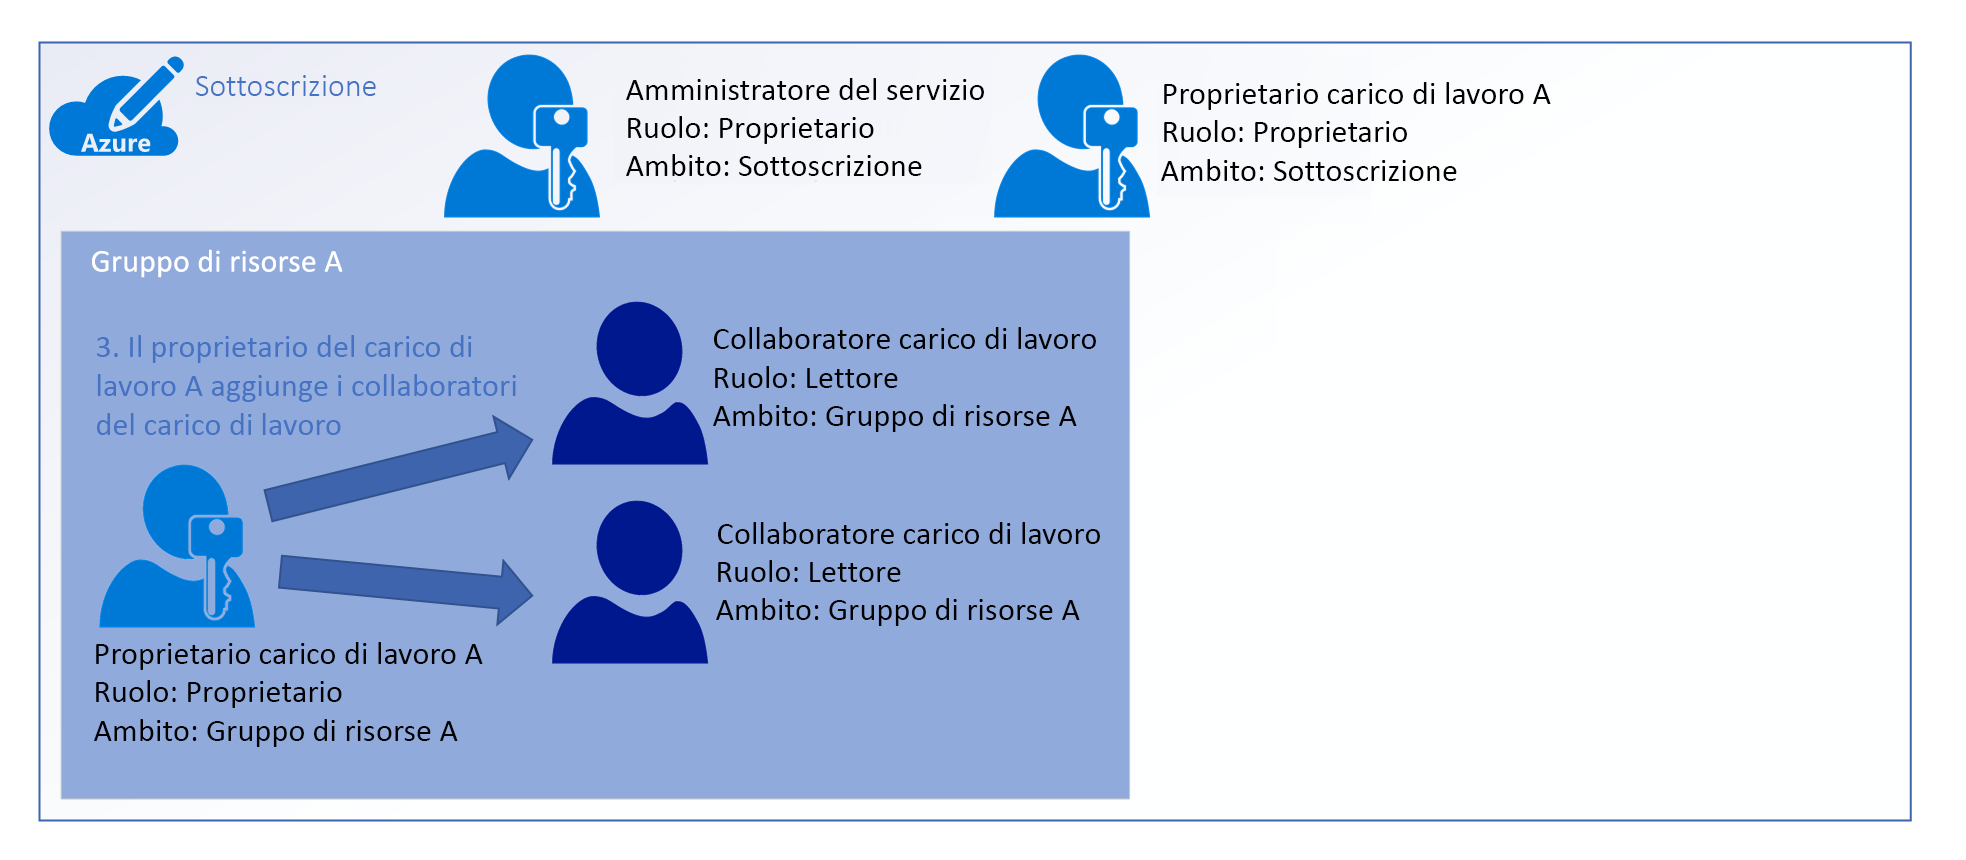 Azure
Sottoscrizione
Amministratore del servizio
Ruolo: Proprietario
Ambito: Sottoscrizione
Proprietario carico di lavoro A
Ruolo: Proprietario
Ambito: Sottoscrizione
Gruppo di risorse A
3. Il proprietario del carico di
lavoro A aggiunge i collaboratori
del carico di lavoro
Collaboratore carico di lavoro
Ruolo: Lettore
Ambito: Gruppo di risorse A
Collaboratore carico di lavoro
Ruolo: Lettore
Ambito: Gruppo di risorse A
Proprietario carico di lavoro A
Ruolo: Proprietario
Ambito: Gruppo di risorse A